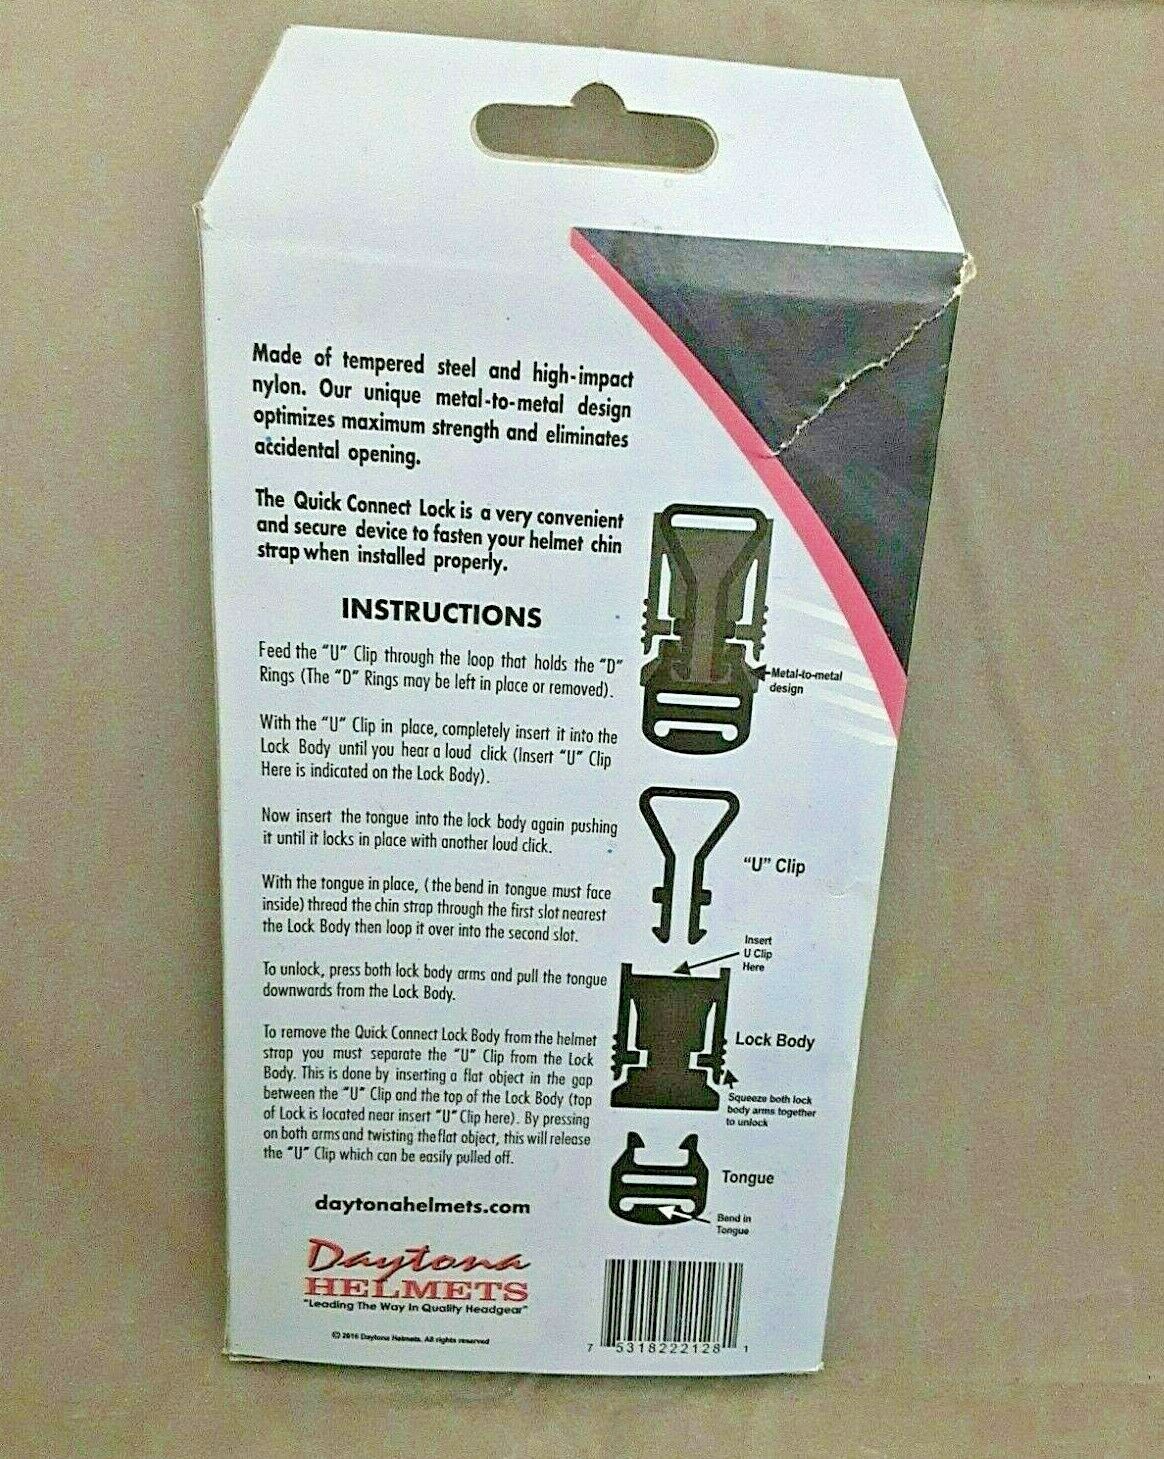 Made of tempered steel and high-impact
nylon. Our unique metal-to-metal design
optimizes maximum strength and eliminates
accidental opening.
The Quick Connect Lock is a very convenient
and secure device to fasten your helmet chin
strap when installed properly.
INSTRUCTIONS
Feed the "U" Clip through the loop that holds the "D"
Rings (The "D" Rings may be left in place or removed).
With the "U" Clip in place, completely insert it into the
Lock Body until you hear a loud click (Insert "U" Clip
Here is indicated on the Lock Body).
Now insert the tongue into the lock body again pushing
it until it locks in place with another loud click.
With the tongue in place, (the bend in tongue must face
inside) thread the chin strap through the first slot nearest
the Lock Body then loop it over into the second slot.
To unlock, press both lock body arms and pull the tongue
downwards from the Lock Body.
To remove the Quick Connect Lock Body from the helmet
strap you must separate the "U" Clip from the Lock
Body. This is done by inserting a flat object in the gap
between the "U" Clip and the top of the Lock Body (top
of Lock is located near insert "U" Clip here). By pressing
on both arms and twisting the flat object, this will release
the "U" Clip which can be easily pulled off.
daytonahelmets.com
Daytona
HELMETS
"Leading The Way In Quality Headgear"
© 2016 Daytona Helmets. All rights reserved
Metal-to-metal
design
"U" Clip
Insert
U Clip
Here
Lock Body
Squeeze both lock
body arms together
to unlock
Tongue
Bend in
Tongue
7 5318222128 1